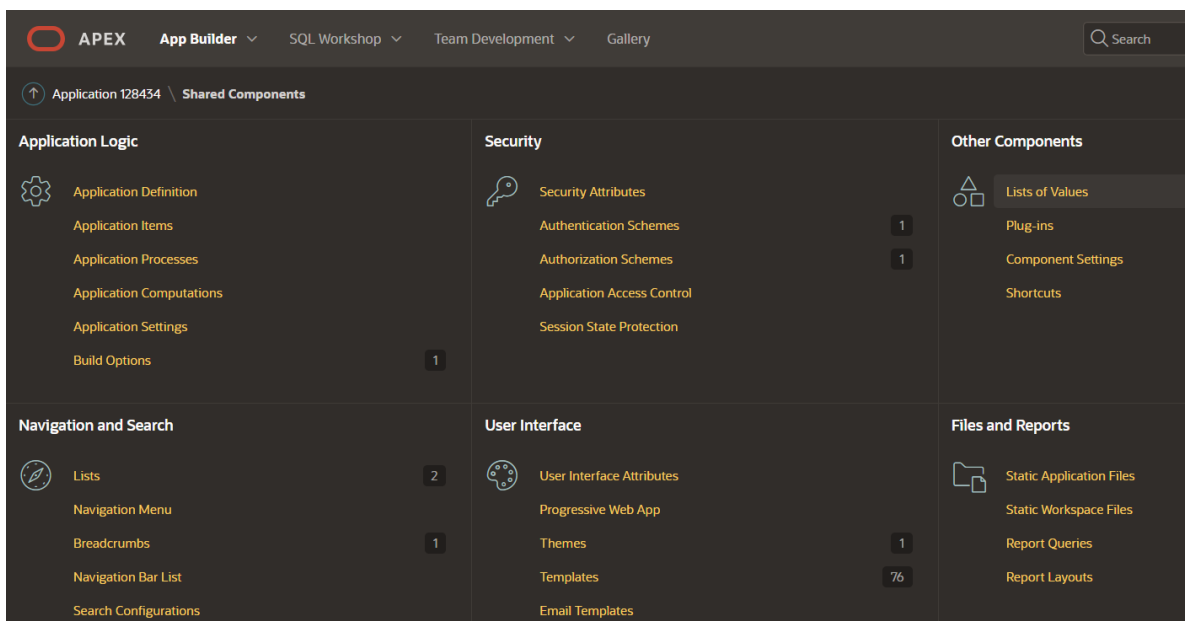 APEX App Builder SQL Workshop Team Development Gallery Search
Application 128434 \ Shared Components
Application Logic
Application Definition
Application Items
Application Processes
Application Computations
Application Settings
Build Options 1
Security
Security Attributes
Authentication Schemes 1
Authorization Schemes 1
Application Access Control
Session State Protection
Other Components
Lists of Values
Plug-ins
Component Settings
Shortcuts
Navigation and Search
Lists 2
Navigation Menu
Breadcrumbs 1
Navigation Bar List
Search Configurations
User Interface
User Interface Attributes
Progressive Web App
Themes 1
Templates 76
Email Templates
Files and Reports
Static Application Files
Static Workspace Files
Report Queries
Report Layouts